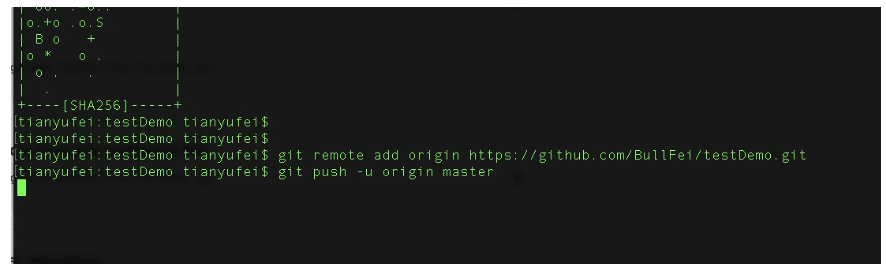 |o.+o .o.S
| B o   +         |
|o *   o .        |
| o .   .         |
|  .              |
+----[SHA256]-----+
[tianyufei:testDemo tianyufei$
[tianyufei:testDemo tianyufei$
[tianyufei:testDemo tianyufei$ git remote add origin https://github.com/BullFei/testDemo.git
[tianyufei:testDemo tianyufei$ git push -u origin master